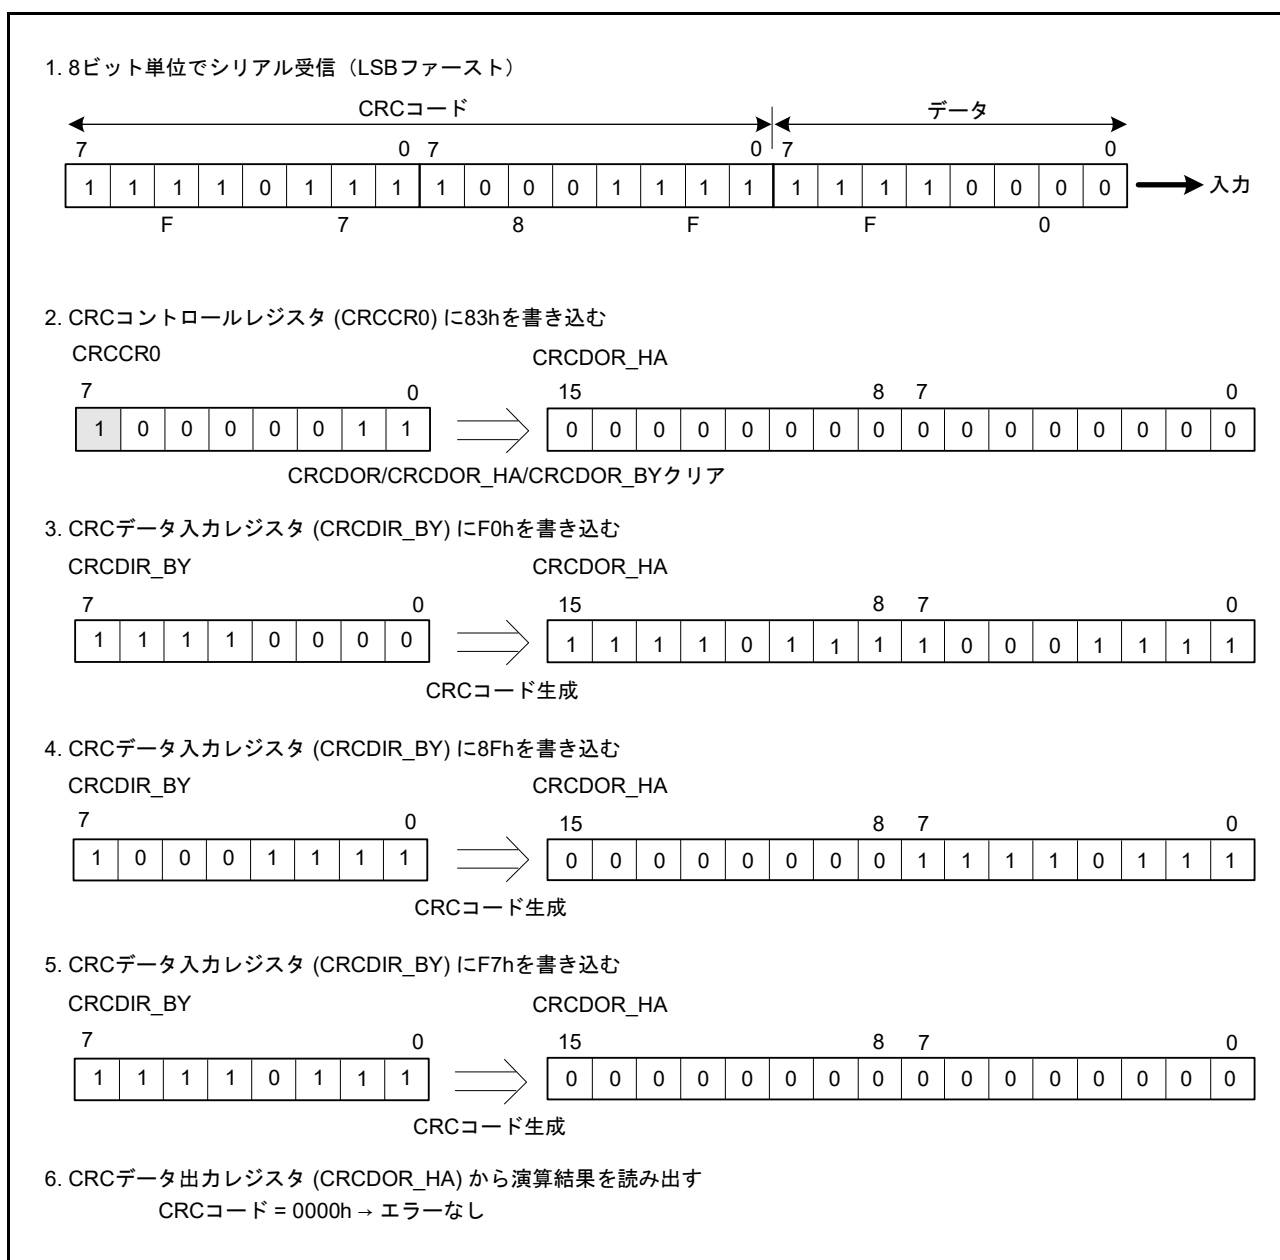 1. 8ビット単位でシリアル受信（LSBファースト）
CRCコード データ
7 0 7 0 7 0
1 1 1 1 0 1 1 1 1 0 0 0 1 1 1 1 1 1 1 1 0 0 0 0 入力
F 7 8 F F 0
2. CRCコントロールレジスタ (CRCCR0) に83hを書き込む
CRCCR0 CRCDOR_HA
7 0 15 8 7 0
1 0 0 0 0 0 1 1 0 0 0 0 0 0 0 0 0 0 0 0 0 0 0 0
CRCDOR/CRCDOR_HA/CRCDOR_BYクリア
3. CRCデータ入力レジスタ (CRCDIR_BY) にF0hを書き込む
CRCDIR_BY CRCDOR_HA
7 0 15 8 7 0
1 1 1 1 0 0 0 0 1 1 1 1 0 1 1 1 1 0 0 0 1 1 1 1
CRCコード生成
4. CRCデータ入力レジスタ (CRCDIR_BY) に8Fhを書き込む
CRCDIR_BY CRCDOR_HA
7 0 15 8 7 0
1 0 0 0 1 1 1 1 0 0 0 0 0 0 0 0 1 1 1 1 0 1 1 1
CRCコード生成
5. CRCデータ入力レジスタ (CRCDIR_BY) にF7hを書き込む
CRCDIR_BY CRCDOR_HA
7 0 15 8 7 0
1 1 1 1 0 1 1 1 0 0 0 0 0 0 0 0 0 0 0 0 0 0 0 0
CRCコード生成
6. CRCデータ出力レジスタ (CRCDOR_HA) から演算結果を読み出す
CRCコード = 0000h → エラーなし